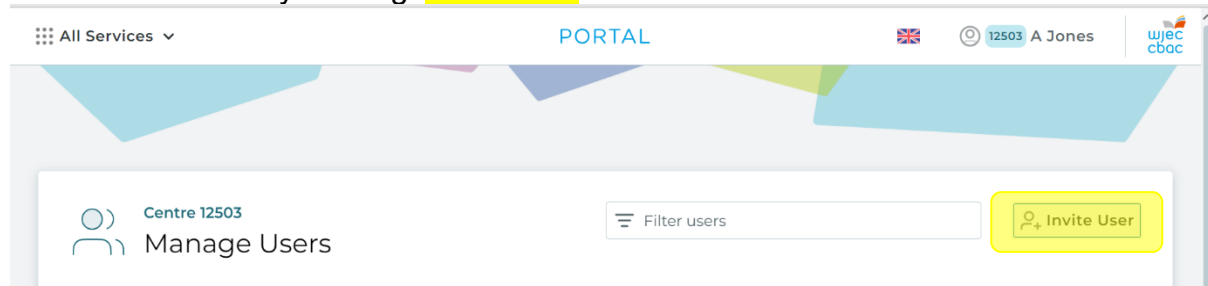 All Services
PORTAL
12503 A Jones
wjec
cbac
Centre 12503
Filter users
Invite User
Manage Users